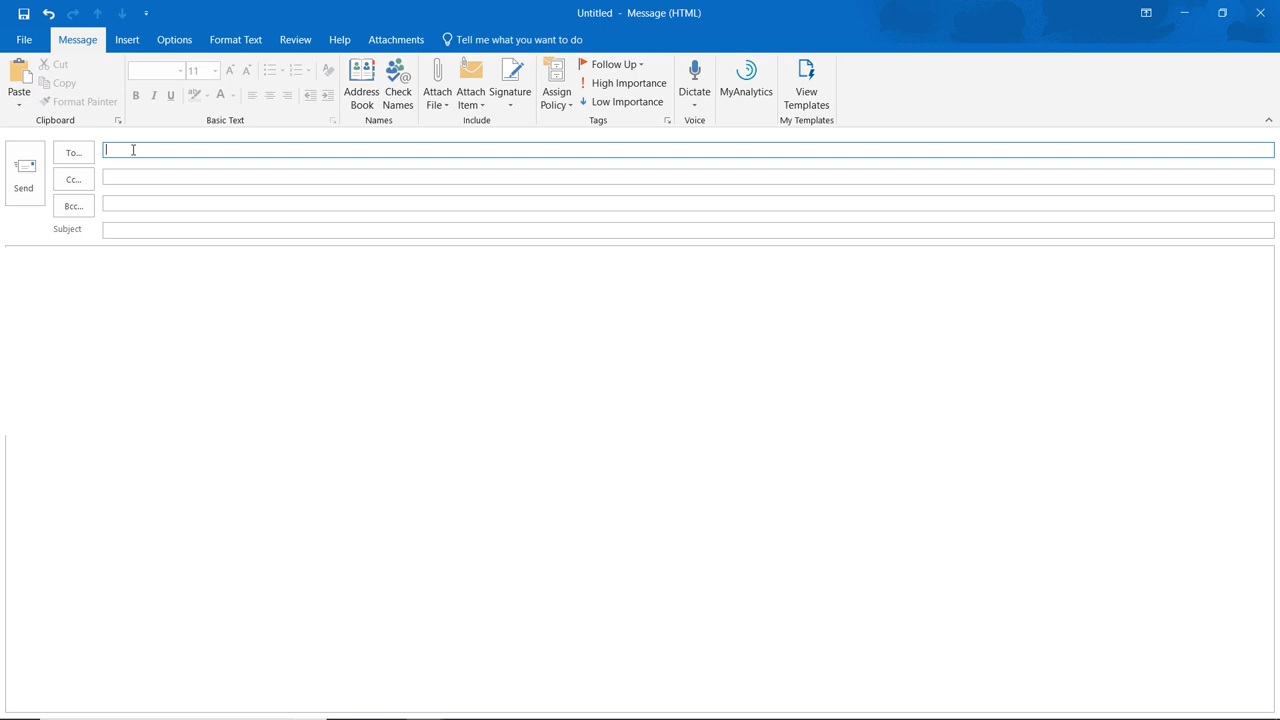 Untitled - Message (HTML)
File Message Insert Options Format Text Review Help Attachments Tell me what you want to do
Paste
Cut
Copy
Format Painter
Clipboard
11
B I U ab A
Basic Text
Address Book
Check Names
Names
Attach File
Attach Item
Signature
Include
Assign Policy
Follow Up
High Importance
Low Importance
Tags
Dictate
Voice
MyAnalytics
View Templates
My Templates
Send
To...
Cc...
Bcc...
Subject